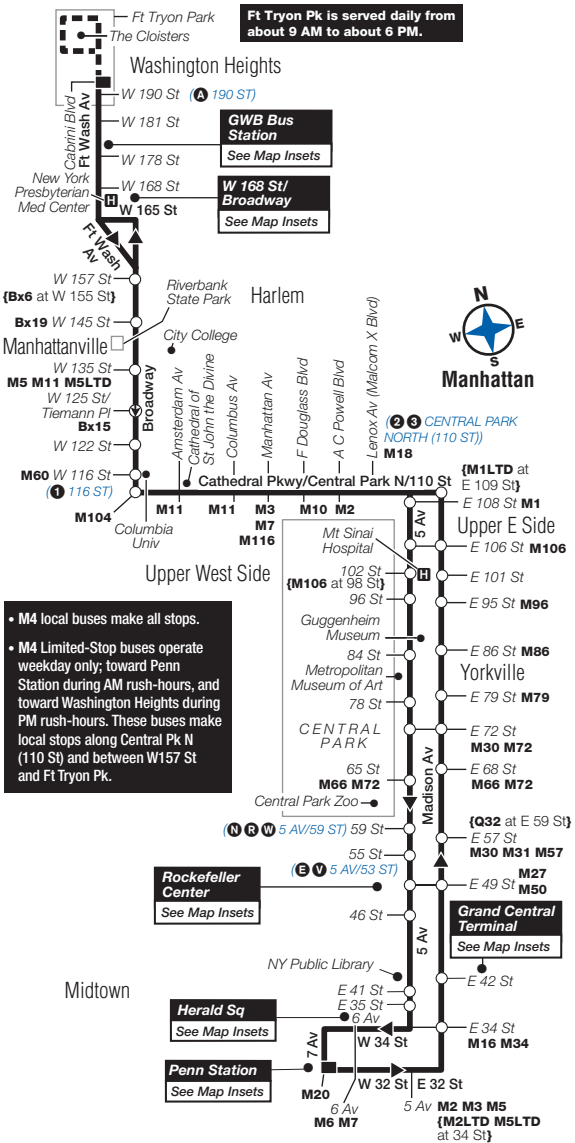 Ft Tryon Park
The Cloisters
Ft Tryon Pk is served daily from
about 9 AM to about 6 PM.
Washington Heights
Cabrini Blvd
Ft Wash Av
W 190 St (A 190 ST)
W 181 St
GWB Bus
Station
See Map Insets
W 178 St
W 168 St
New York
Presbyterian
Med Center
H
W 165 St
W 168 St/
Broadway
See Map Insets
Ft Wash
Av
W 157 St
{Bx6 at W 155 St}
Riverbank
State Park
Harlem
Bx19 W 145 St
Manhattanville
City College
W 135 St
M5 M11 M5LTD
W 125 St/
Tiemann Pl
Bx15
Broadway
W 122 St
M60 W 116 St
(1 116 ST)
M104
Columbia
Univ
Amsterdam Av
Cathedral of
St John the Divine
Columbus Av
Manhattan Av
F Douglass Blvd
A C Powell Blvd
Lenox Av (Malcom X Blvd)
N
W
E
S
Manhattan
(2 3 CENTRAL PARK
NORTH (110 ST))
M18
Cathedral Pkwy/Central Park N/110 St
M11
M11
M3
M7
M116
M10
M2
{M1LTD at
E 109 St}
E 108 St M1
5 Av
Upper E Side
Mt Sinai
Hospital
H
E 106 St M106
Upper West Side
102 St
{M106 at 98 St}
E 101 St
96 St
E 95 St M96
• M4 local buses make all stops.
• M4 Limited-Stop buses operate
weekday only; toward Penn
Station during AM rush-hours, and
toward Washington Heights during
PM rush-hours. These buses make
local stops along Central Pk N
(110 St) and between W157 St
and Ft Tryon Pk.
Guggenheim
Museum
84 St
E 86 St M86
Metropolitan
Museum of Art
Yorkville
78 St
E 79 St M79
CENTRAL
PARK
E 72 St
M30 M72
Madison Av
65 St
M66 M72
E 68 St
M66 M72
Central Park Zoo
(N R W 5 AV/59 ST) 59 St
{Q32 at E 59 St}
E 57 St
M30 M31 M57
55 St
(E V 5 AV/53 ST)
Rockefeller
Center
See Map Insets
M27
E 49 St M50
46 St
5 Av
Grand Central
Terminal
See Map Insets
NY Public Library
E 42 St
Midtown
E 41 St
E 35 St
Herald Sq
See Map Insets
6 Av
W 34 St
E 34 St
M16 M34
7 Av
Penn Station
See Map Insets
M20
W 32 St
E 32 St
6 Av
M6 M7
5 Av M2 M3 M5
{M2LTD M5LTD
at 34 St}